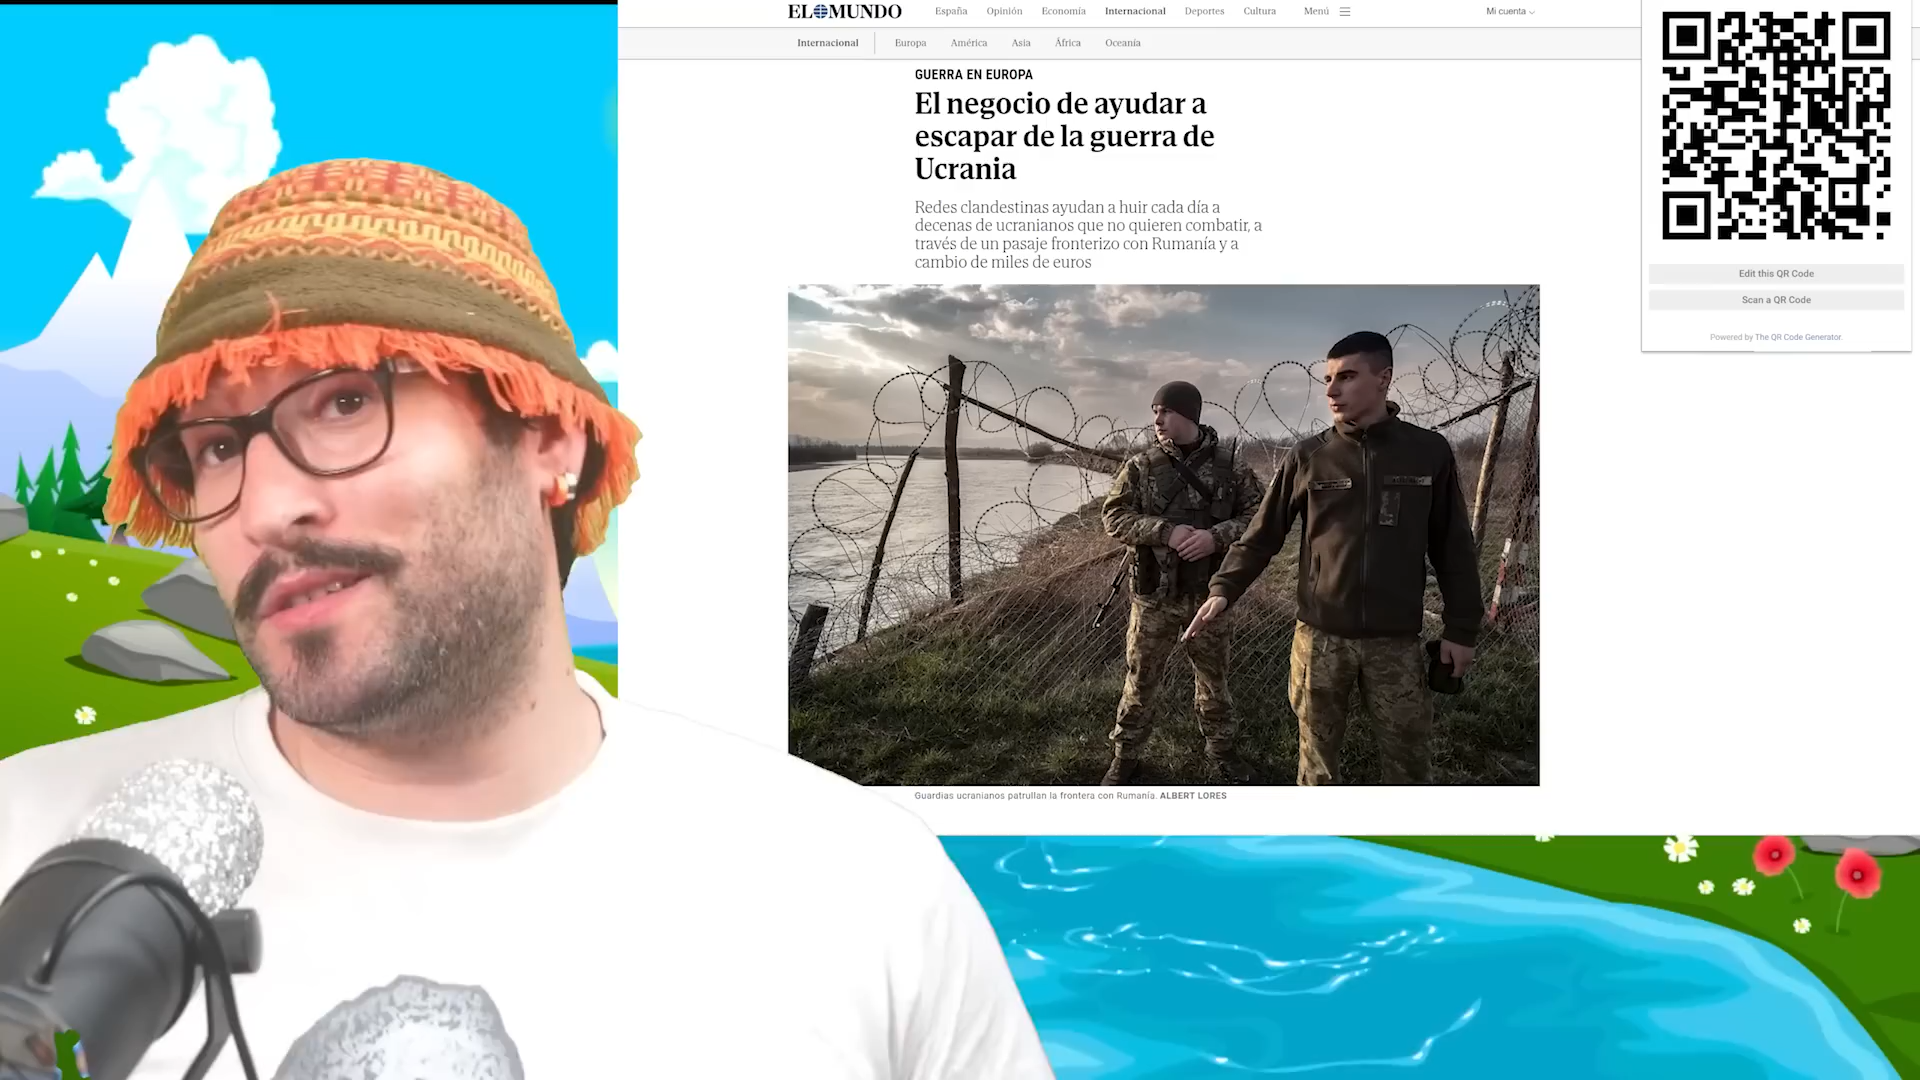 EL MUNDO
España Opinión Economía Internacional Deportes Cultura Menú Mi cuenta
Internacional Europa América Asia África Oceanía
GUERRA EN EUROPA
El negocio de ayudar a
escapar de la guerra de
Ucrania
Redes clandestinas ayudan a huir cada día a
decenas de ucranianos que no quieren combatir, a
través de un pasaje fronterizo con Rumanía y a
cambio de miles de euros
Guardias ucranianos patrullan la frontera con Rumanía. ALBERT LORES
Edit this QR Code
Scan a QR Code
Powered by The QR Code Generator.